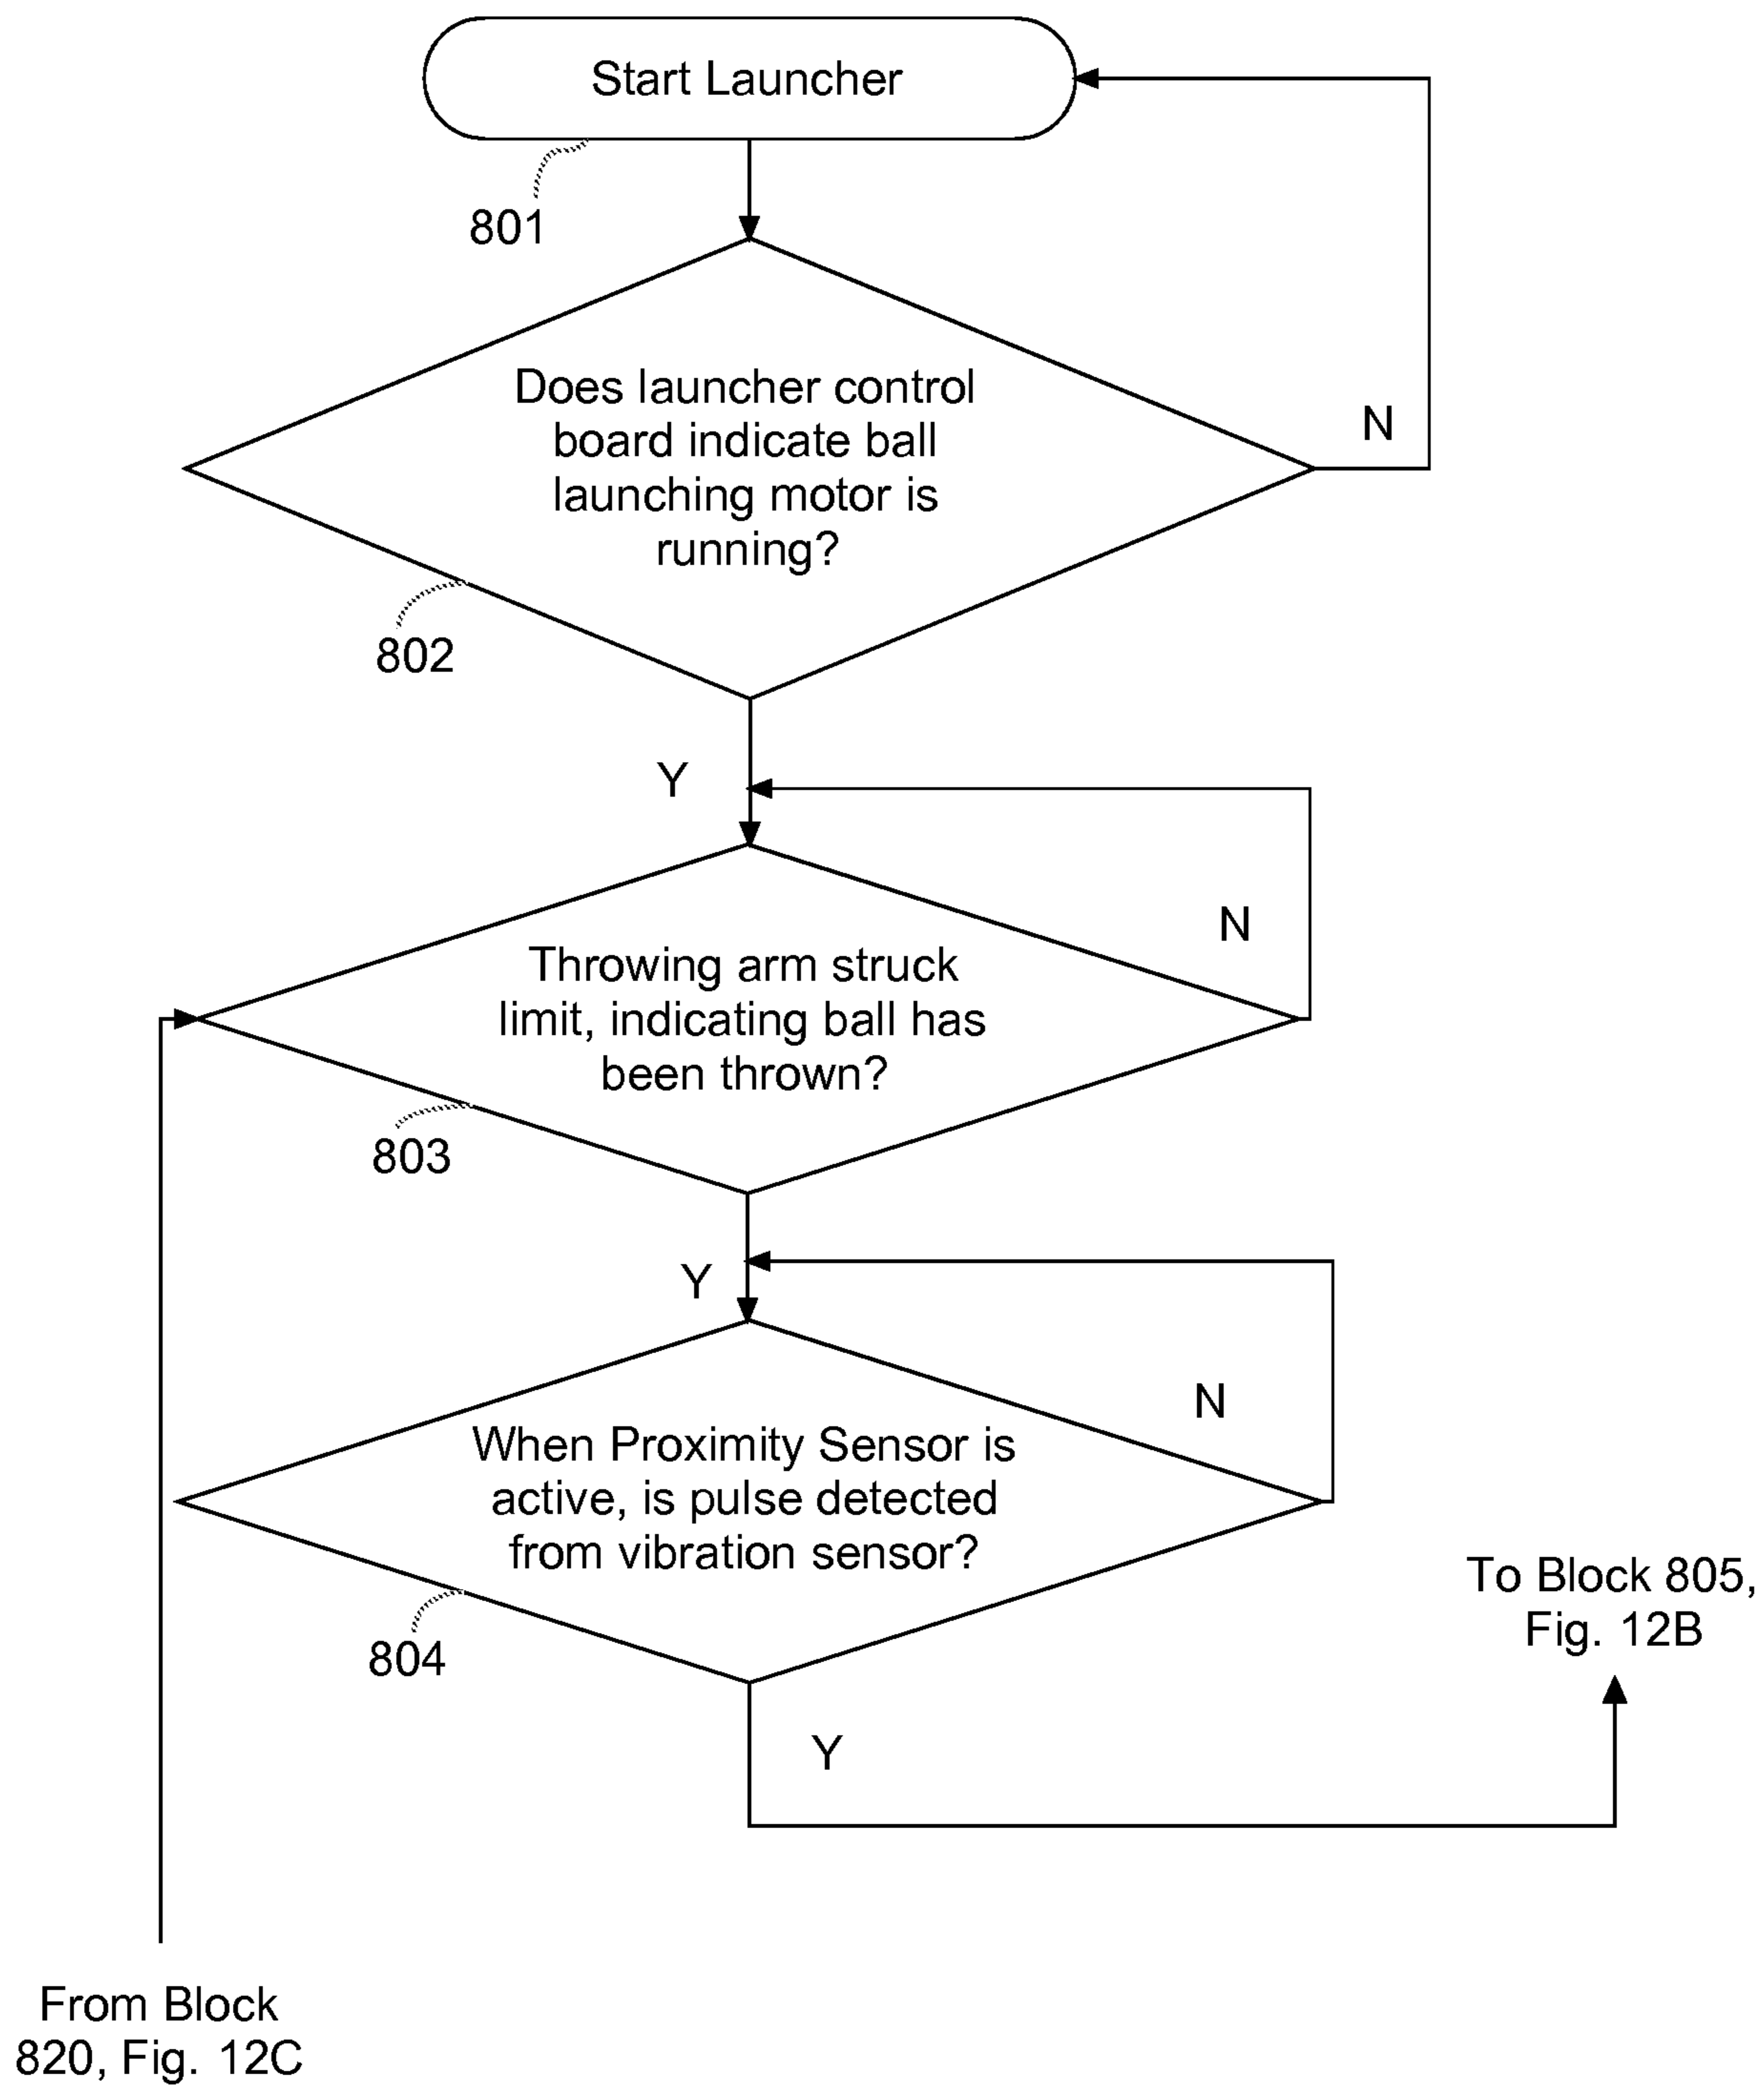 Start Launcher
801
Does launcher control
board indicate ball
launching motor is
running?
N
802
Y
N
Throwing arm struck
limit, indicating ball has
been thrown?
803
Y
N
When Proximity Sensor is
active, is pulse detected
from vibration sensor?
804
To Block 805,
Fig. 12B
Y
From Block
820, Fig. 12C